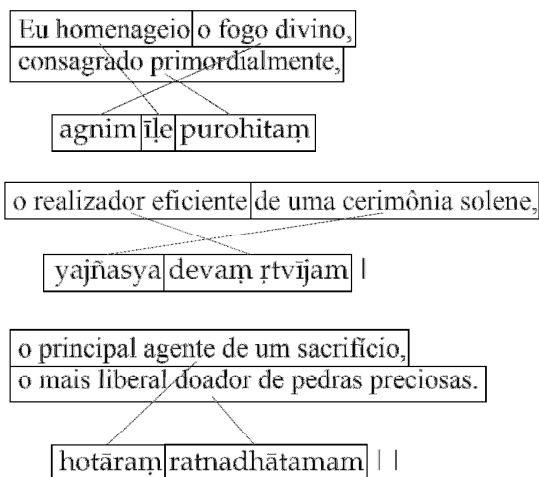 Eu homenageio o fogo divino,
consagrado primordialmente,
agnim īḷe purohitaṃ
o realizador eficiente de uma cerimônia solene,
yajñasya devaṃ ṛtvījam |
o principal agente de um sacrifício,
o mais liberal doador de pedras preciosas.
hotāraṃ ratnadhātamam | |